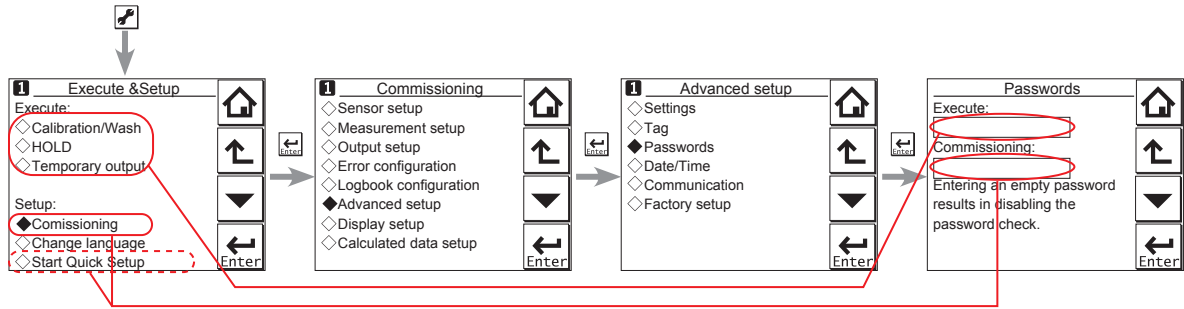 1 Execute &Setup
Execute:
Calibration/Wash
HOLD
Temporary output
Setup:
Comissioning
Change language
Start Quick Setup
Enter
Enter
1 Commissioning
Sensor setup
Measurement setup
Output setup
Error configuration
Logbook configuration
Advanced setup
Display setup
Calculated data setup
Enter
Enter
1 Advanced setup
Settings
Tag
Passwords
Date/Time
Communication
Factory setup
Enter
Enter
Passwords
Execute:
Commissioning:
Entering an empty password
results in disabling the
password check.
Enter